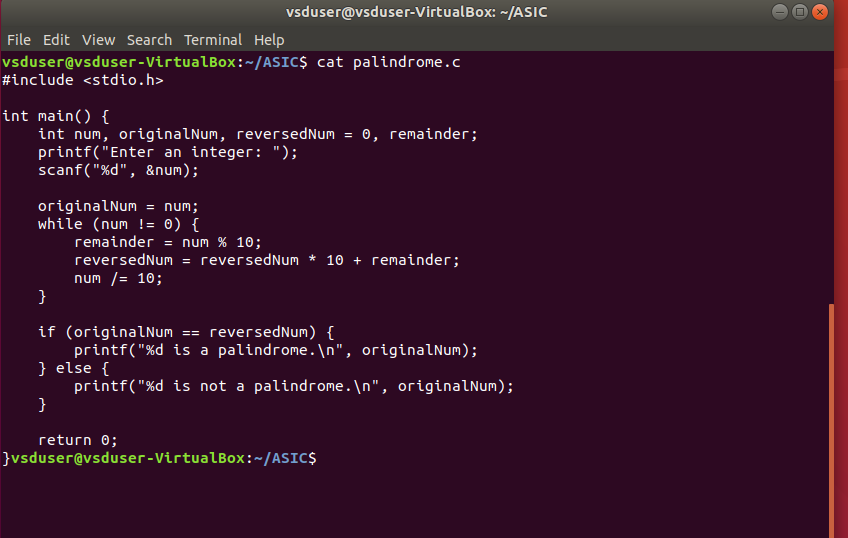 vsduser@vsduser-VirtualBox: ~/ASIC
File Edit View Search Terminal Help
vsduser@vsduser-VirtualBox:~/ASIC$ cat palindrome.c
#include <stdio.h>

int main() {
    int num, originalNum, reversedNum = 0, remainder;
    printf("Enter an integer: ");
    scanf("%d", &num);

    originalNum = num;
    while (num != 0) {
        remainder = num % 10;
        reversedNum = reversedNum * 10 + remainder;
        num /= 10;
    }

    if (originalNum == reversedNum) {
        printf("%d is a palindrome.\n", originalNum);
    } else {
        printf("%d is not a palindrome.\n", originalNum);
    }

    return 0;
}vsduser@vsduser-VirtualBox:~/ASIC$